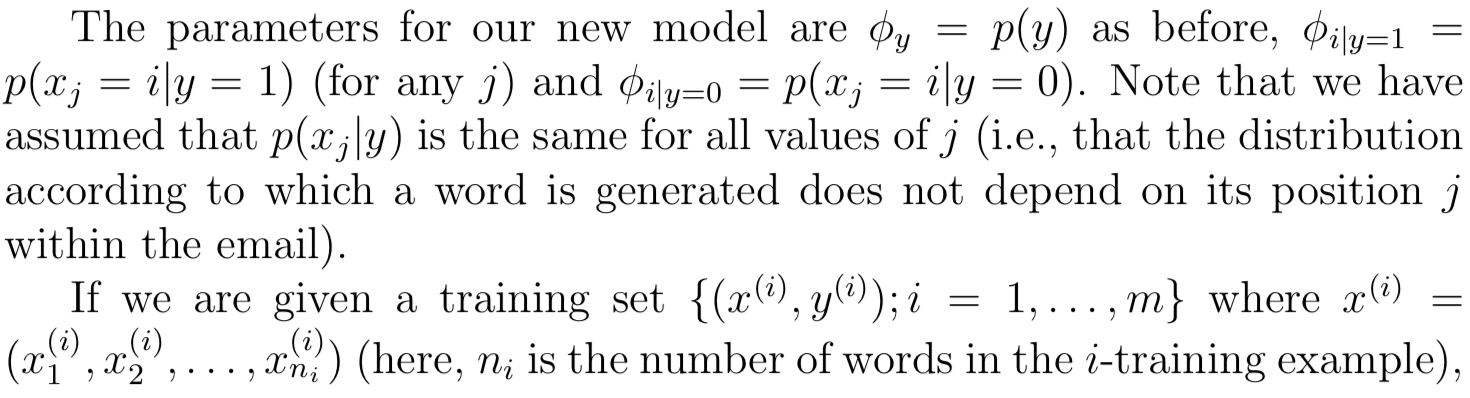 The parameters for our new model are ϕ_y = p(y) as before, ϕ_{i|y=1} =
p(x_j = i|y = 1) (for any j) and ϕ_{i|y=0} = p(x_j = i|y = 0). Note that we have
assumed that p(x_j|y) is the same for all values of j (i.e., that the distribution
according to which a word is generated does not depend on its position j
within the email).
If we are given a training set {(x^{(i)}, y^{(i)}); i = 1, . . . , m} where x^{(i)} =
(x_1^{(i)}, x_2^{(i)}, . . . , x_{n_i}^{(i)}) (here, n_i is the number of words in the i-training example),